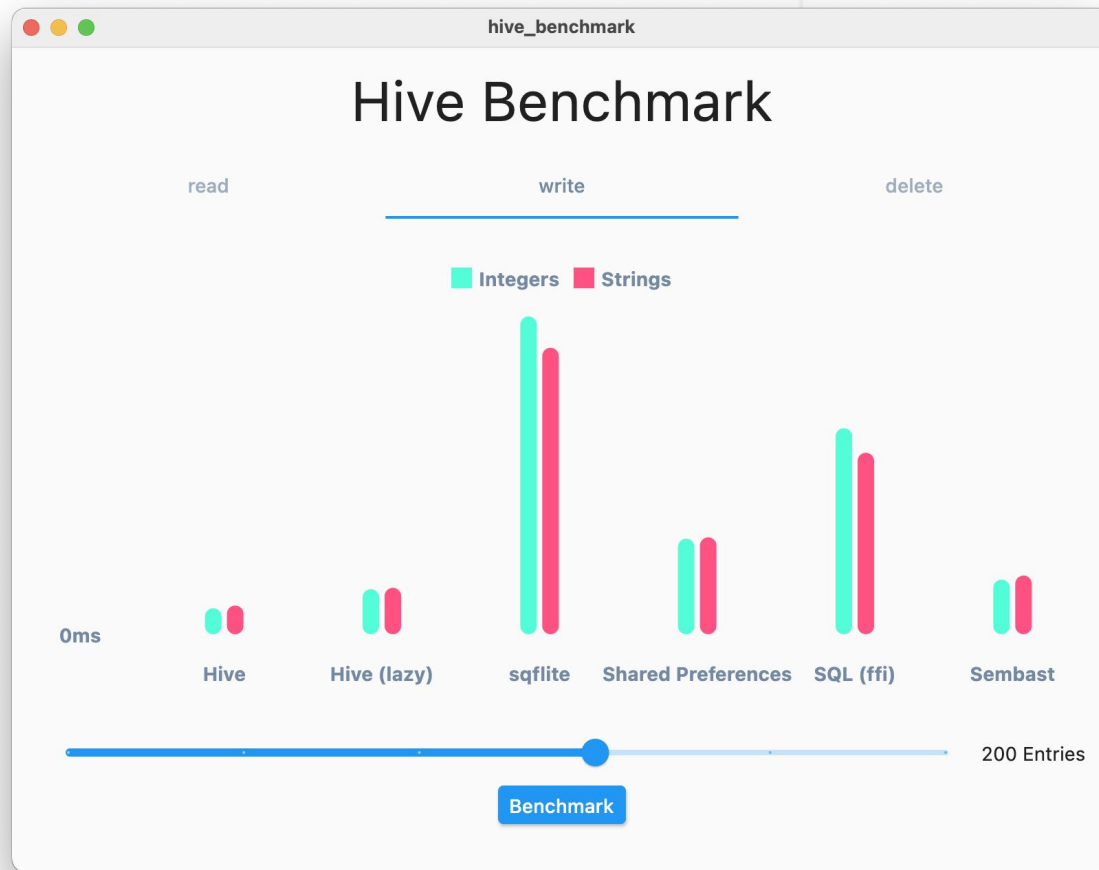 hive_benchmark
Hive Benchmark
read write delete
Integers Strings
0ms
Hive Hive (lazy) sqflite Shared Preferences SQL (ffi) Sembast
200 Entries
Benchmark